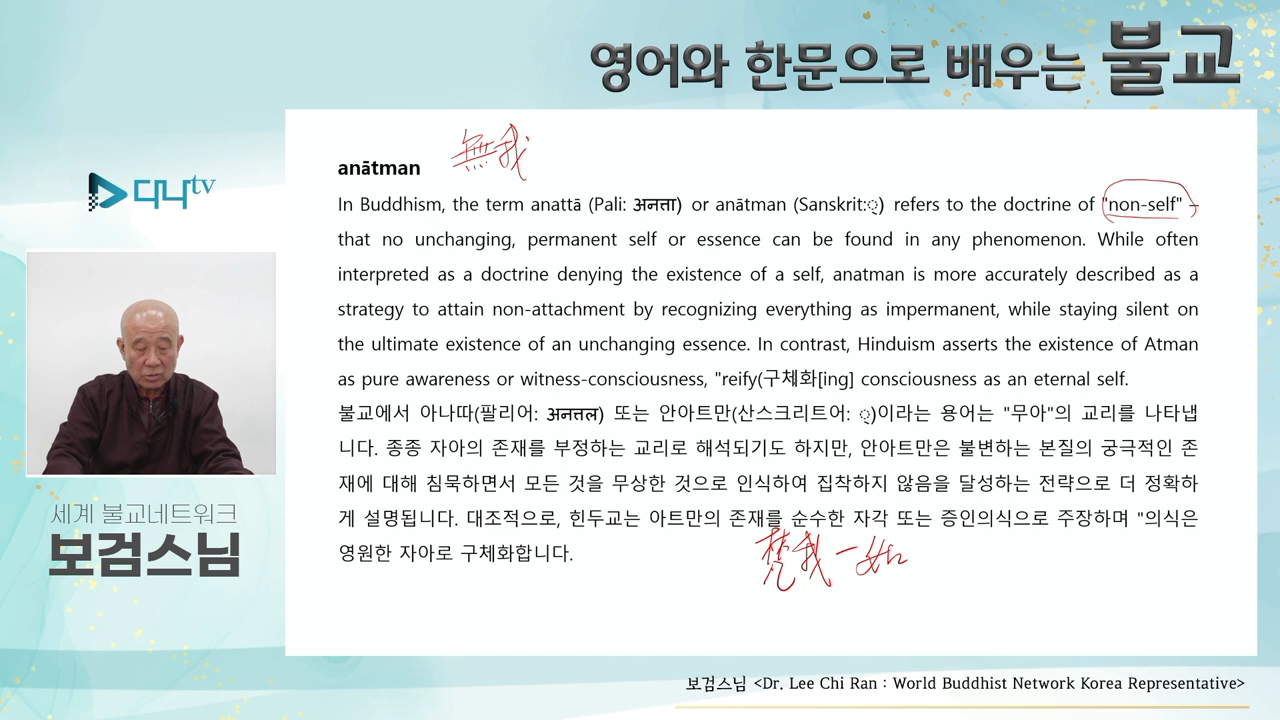 영어와 한문으로 배우는 불교
디나tv
anātman 無我
In Buddhism, the term anattā (Pali: अनत्ता) or anātman (Sanskrit:ृ) refers to the doctrine of "non-self" –
that no unchanging, permanent self or essence can be found in any phenomenon. While often
interpreted as a doctrine denying the existence of a self, anatman is more accurately described as a
strategy to attain non-attachment by recognizing everything as impermanent, while staying silent on
the ultimate existence of an unchanging essence. In contrast, Hinduism asserts the existence of Atman
as pure awareness or witness-consciousness, "reify(구체화[ing] consciousness as an eternal self.
불교에서 아나따(팔리어: अनत्तल) 또는 안아트만(산스크리트어: ृ)이라는 용어는 "무아"의 교리를 나타냅
니다. 종종 자아의 존재를 부정하는 교리로 해석되기도 하지만, 안아트만은 불변하는 본질의 궁극적인 존
재에 대해 침묵하면서 모든 것을 무상한 것으로 인식하여 집착하지 않음을 달성하는 전략으로 더 정확하
게 설명됩니다. 대조적으로, 힌두교는 아트만의 존재를 순수한 자각 또는 증인의식으로 주장하며 "의식은
영원한 자아로 구체화합니다.
梵我一如
세계 불교네트워크
보검스님
보검스님 <Dr. Lee Chi Ran : World Buddhist Network Korea Representative>